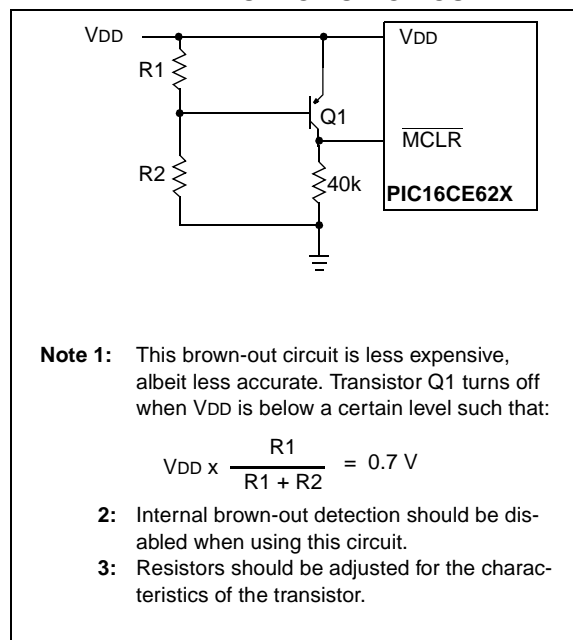 VDD
VDD
R1
Q1
MCLR
R2
40k
PIC16CE62X
Note 1: This brown-out circuit is less expensive,
albeit less accurate. Transistor Q1 turns off
when VDD is below a certain level such that:
VDD x R1 / R1 + R2 = 0.7 V
2: Internal brown-out detection should be dis-
abled when using this circuit.
3: Resistors should be adjusted for the charac-
teristics of the transistor.